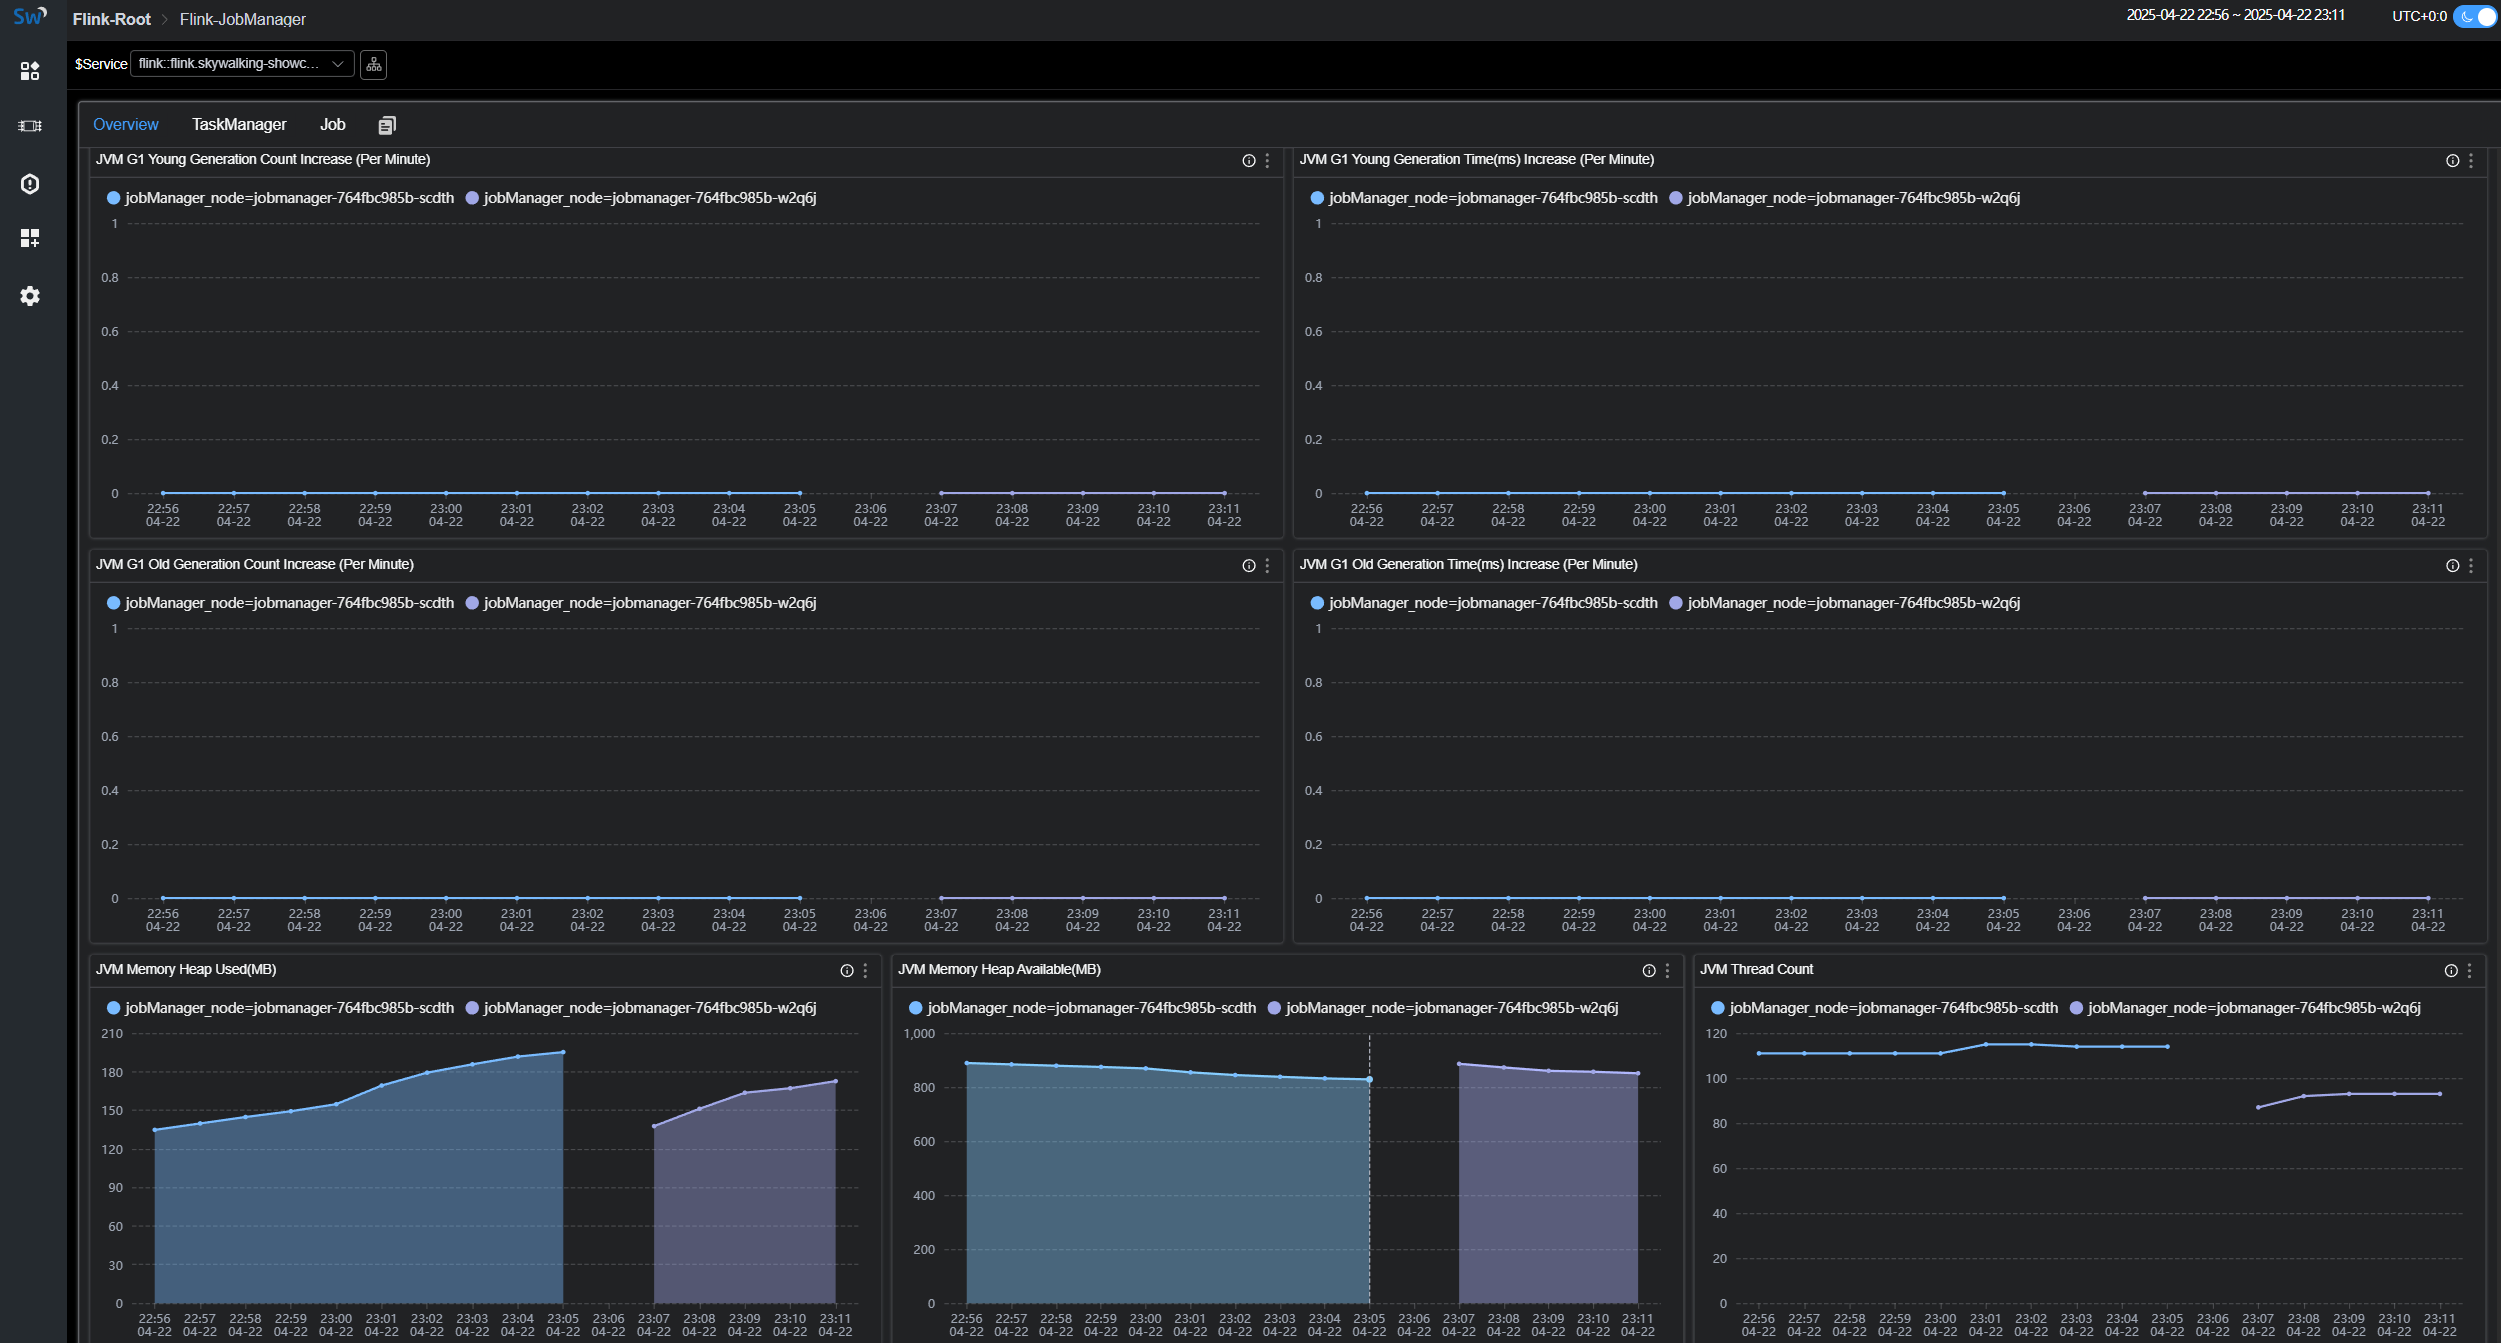 Sw
Flink-Root > Flink-JobManager
2025-04-22 22:56 ~ 2025-04-22 23:11
UTC+0:0
$Service
flink::flink.skywalking-showc...
Overview
TaskManager
Job
JVM G1 Young Generation Count Increase (Per Minute)
jobManager_node=jobmanager-764fbc985b-scdth
jobManager_node=jobmanager-764fbc985b-w2q6j
1
0.8
0.6
0.4
0.2
0
22:56 22:57 22:58 22:59 23:00 23:01 23:02 23:03 23:04 23:05 23:06 23:07 23:08 23:09 23:10 23:11
04-22 04-22 04-22 04-22 04-22 04-22 04-22 04-22 04-22 04-22 04-22 04-22 04-22 04-22 04-22 04-22
JVM G1 Young Generation Time(ms) Increase (Per Minute)
jobManager_node=jobmanager-764fbc985b-scdth
jobManager_node=jobmanager-764fbc985b-w2q6j
1
0.8
0.6
0.4
0.2
0
22:56 22:57 22:58 22:59 23:00 23:01 23:02 23:03 23:04 23:05 23:06 23:07 23:08 23:09 23:10 23:11
04-22 04-22 04-22 04-22 04-22 04-22 04-22 04-22 04-22 04-22 04-22 04-22 04-22 04-22 04-22 04-22
JVM G1 Old Generation Count Increase (Per Minute)
jobManager_node=jobmanager-764fbc985b-scdth
jobManager_node=jobmanager-764fbc985b-w2q6j
1
0.8
0.6
0.4
0.2
0
22:56 22:57 22:58 22:59 23:00 23:01 23:02 23:03 23:04 23:05 23:06 23:07 23:08 23:09 23:10 23:11
04-22 04-22 04-22 04-22 04-22 04-22 04-22 04-22 04-22 04-22 04-22 04-22 04-22 04-22 04-22 04-22
JVM G1 Old Generation Time(ms) Increase (Per Minute)
jobManager_node=jobmanager-764fbc985b-scdth
jobManager_node=jobmanager-764fbc985b-w2q6j
1
0.8
0.6
0.4
0.2
0
22:56 22:57 22:58 22:59 23:00 23:01 23:02 23:03 23:04 23:05 23:06 23:07 23:08 23:09 23:10 23:11
04-22 04-22 04-22 04-22 04-22 04-22 04-22 04-22 04-22 04-22 04-22 04-22 04-22 04-22 04-22 04-22
JVM Memory Heap Used(MB)
jobManager_node=jobmanager-764fbc985b-scdth
jobManager_node=jobmanager-764fbc985b-w2q6j
210
180
150
120
90
60
30
0
22:56 22:57 22:58 22:59 23:00 23:01 23:02 23:03 23:04 23:05 23:06 23:07 23:08 23:09 23:10 23:11
04-22 04-22 04-22 04-22 04-22 04-22 04-22 04-22 04-22 04-22 04-22 04-22 04-22 04-22 04-22 04-22
JVM Memory Heap Available(MB)
jobManager_node=jobmanager-764fbc985b-scdth
jobManager_node=jobmanager-764fbc985b-w2q6j
1,000
800
600
400
200
0
22:56 22:57 22:58 22:59 23:00 23:01 23:02 23:03 23:04 23:05 23:06 23:07 23:08 23:09 23:10 23:11
04-22 04-22 04-22 04-22 04-22 04-22 04-22 04-22 04-22 04-22 04-22 04-22 04-22 04-22 04-22 04-22
JVM Thread Count
jobManager_node=jobmanager-764fbc985b-scdth
jobManager_node=jobmanager-764fbc985b-w2q6j
120
100
80
60
40
20
0
22:56 22:57 22:58 22:59 23:00 23:01 23:02 23:03 23:04 23:05 23:06 23:07 23:08 23:09 23:10 23:11
04-22 04-22 04-22 04-22 04-22 04-22 04-22 04-22 04-22 04-22 04-22 04-22 04-22 04-22 04-22 04-22